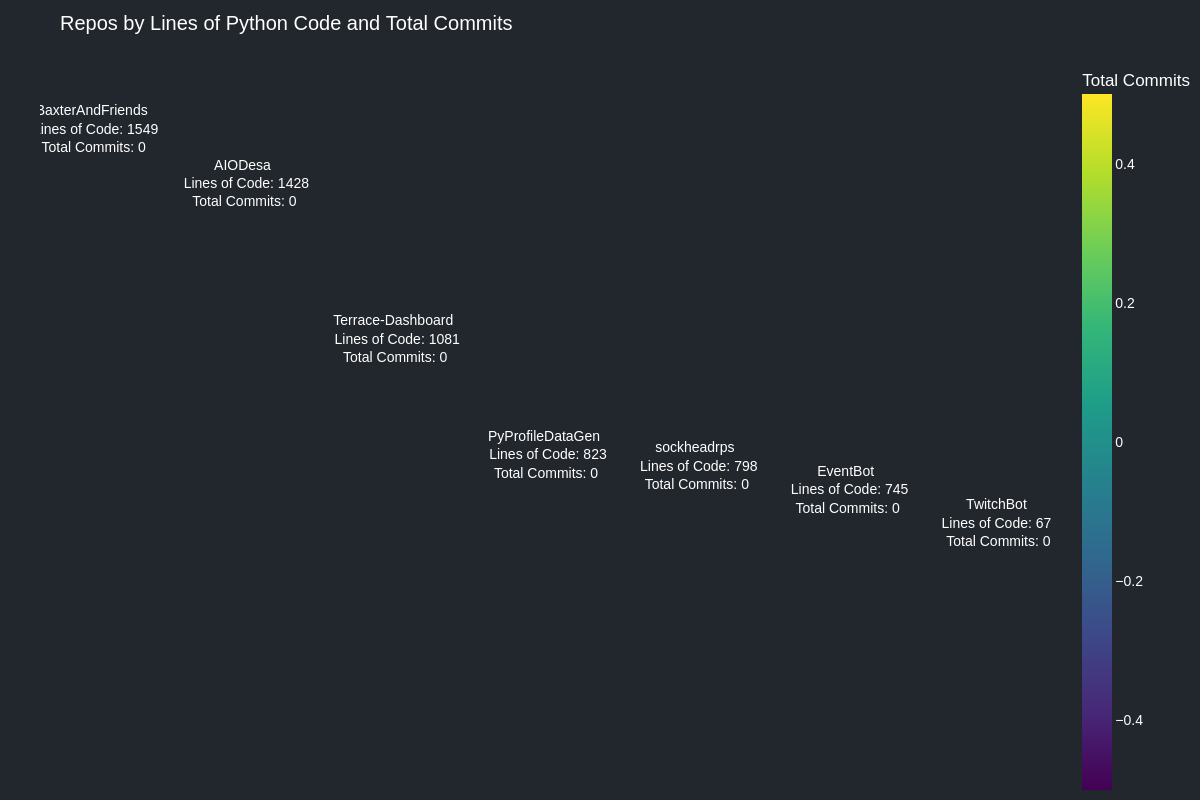 Repos by Lines of Python Code and Total Commits
Total Commits
BaxterAndFriends
ines of Code: 1549
Total Commits: 0
AIODesa
Lines of Code: 1428
Total Commits: 0
Terrace-Dashboard
Lines of Code: 1081
Total Commits: 0
PyProfileDataGen
Lines of Code: 823
Total Commits: 0
sockheadrps
Lines of Code: 798
Total Commits: 0
EventBot
Lines of Code: 745
Total Commits: 0
TwitchBot
Lines of Code: 67
Total Commits: 0
0.4
0.2
0
−0.2
−0.4